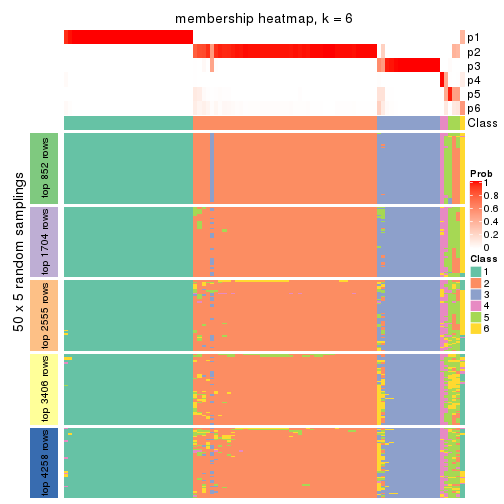 membership heatmap, k = 6
p1
p2
p3
p4
p5
p6
Class
50 x 5 random samplings
top 852 rows
top 1704 rows
top 2555 rows
top 3406 rows
top 4258 rows
Prob
1
0.8
0.6
0.4
0.2
0
Class
1
2
3
4
5
6